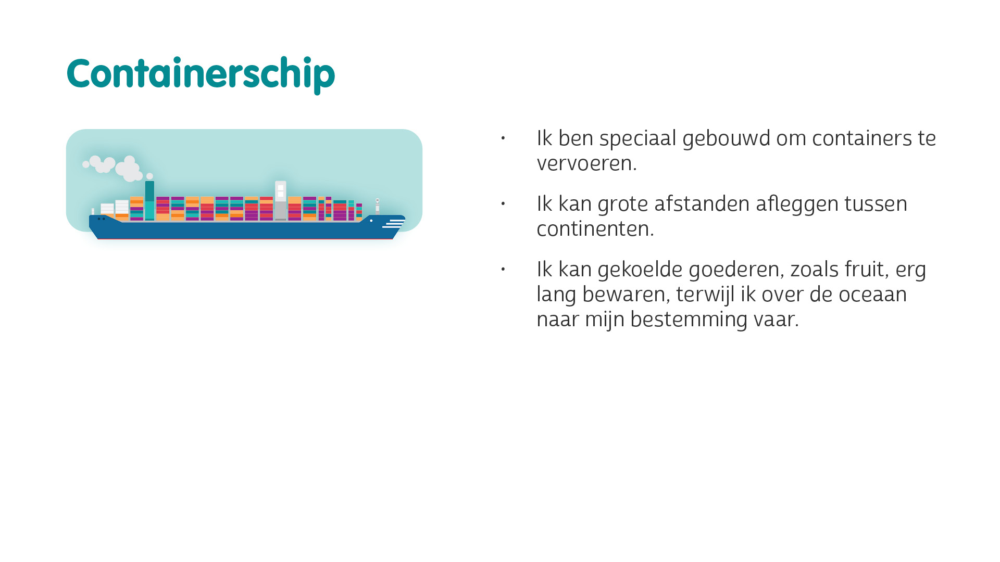 Containerschip
• Ik ben speciaal gebouwd om containers te
vervoeren.
• Ik kan grote afstanden afleggen tussen
continenten.
• Ik kan gekoelde goederen, zoals fruit, erg
lang bewaren, terwijl ik over de oceaan
naar mijn bestemming vaar.